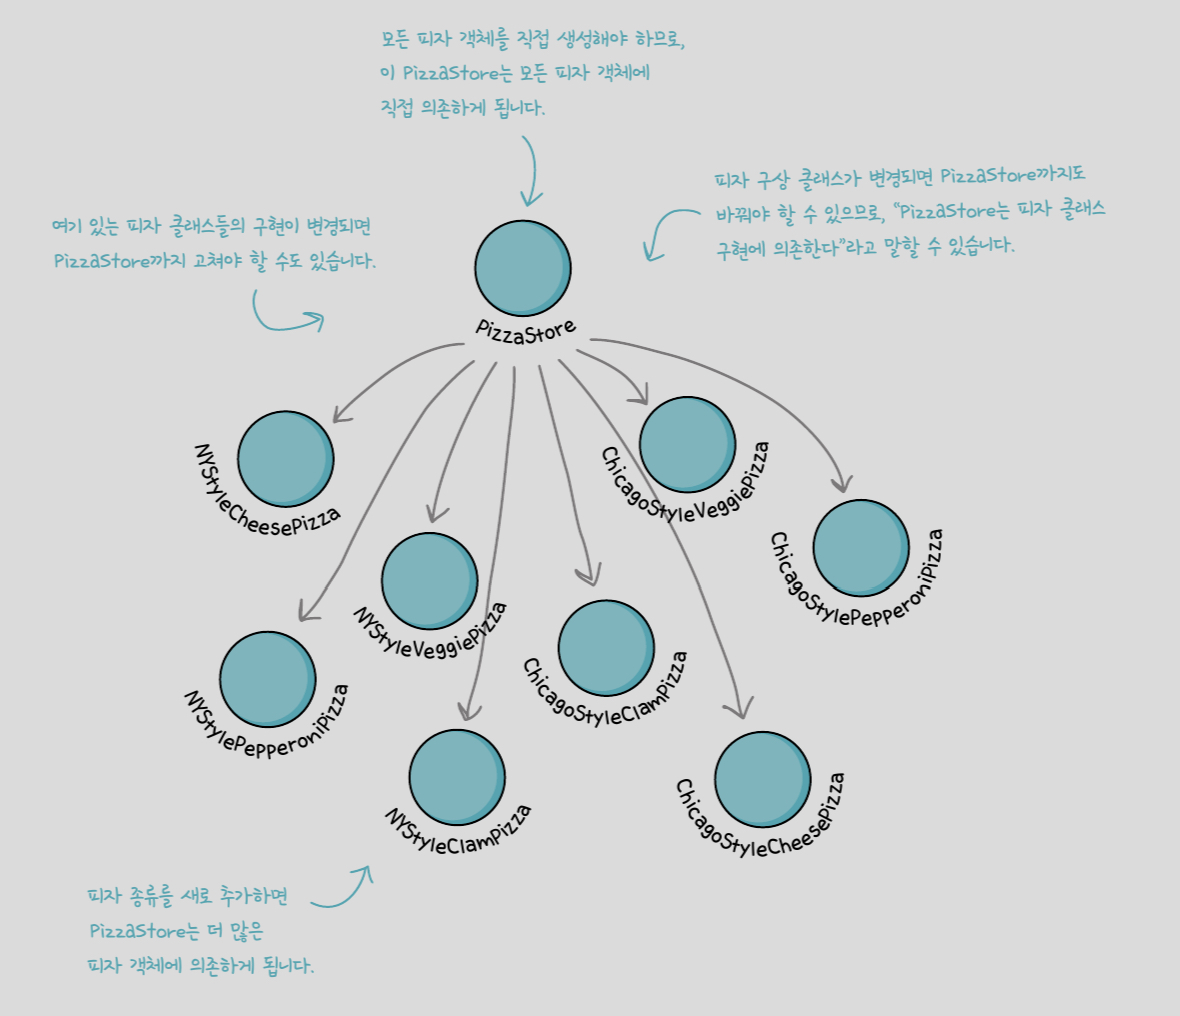 모든 피자 객체를 직접 생성해야 하므로,
이 PizzaStore는 모든 피자 객체에
직접 의존하게 됩니다.
피자 구상 클래스가 변경되면 PizzaStore까지도
바꿔야 할 수 있으므로, “PizzaStore는 피자 클래스
구현에 의존한다”라고 말할 수 있습니다.
여기 있는 피자 클래스들의 구현이 변경되면
PizzaStore까지 고쳐야 할 수도 있습니다.
PizzaStore
NYStyleCheesePizza
ChicagoStyleVeggiePizza
ChicagoStylePepperoniPizza
NYStyleVeggiePizza
ChicagoStyleClamPizza
NYStylePepperoniPizza
NYStyleClamPizza
ChicagoStyleCheesePizza
피자 종류를 새로 추가하면
PizzaStore는 더 많은
피자 객체에 의존하게 됩니다.